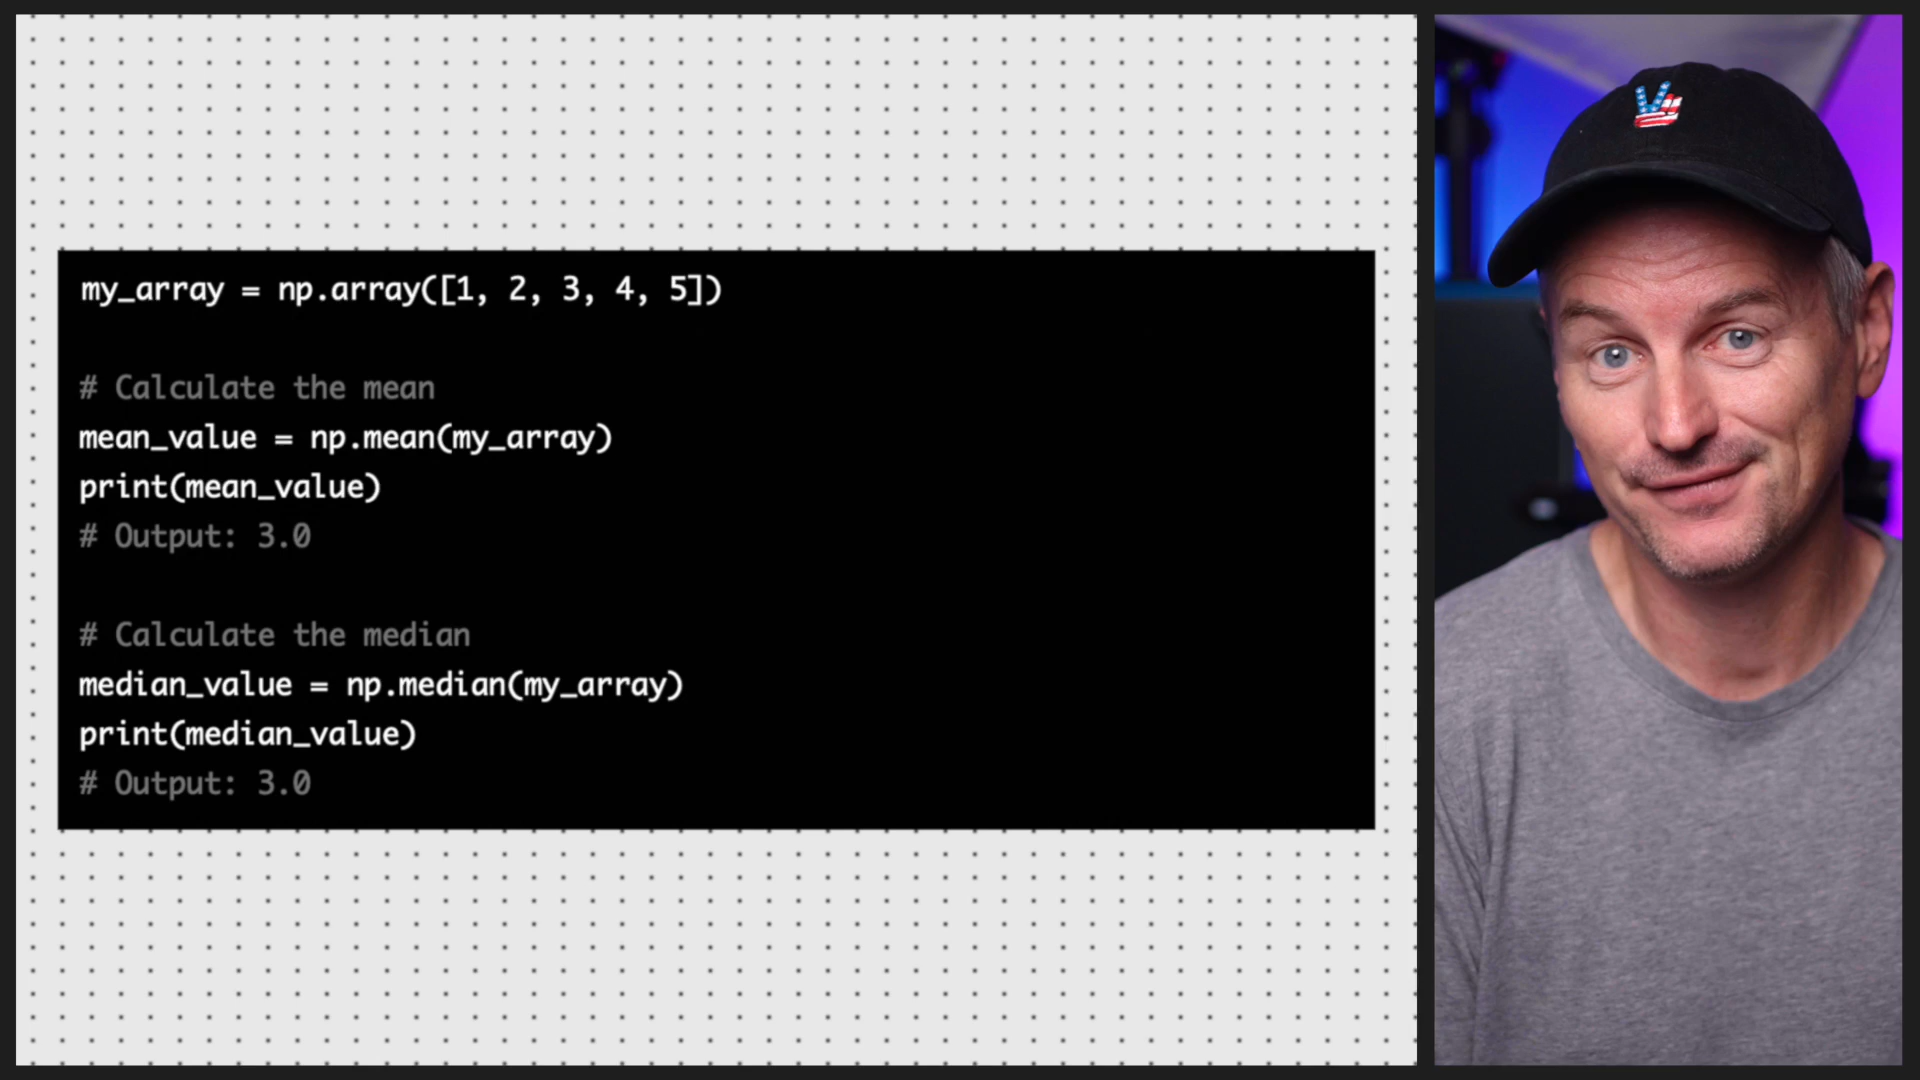 my_array = np.array([1, 2, 3, 4, 5])
# Calculate the mean
mean_value = np.mean(my_array)
print(mean_value)
# Output: 3.0
# Calculate the median
median_value = np.median(my_array)
print(median_value)
# Output: 3.0